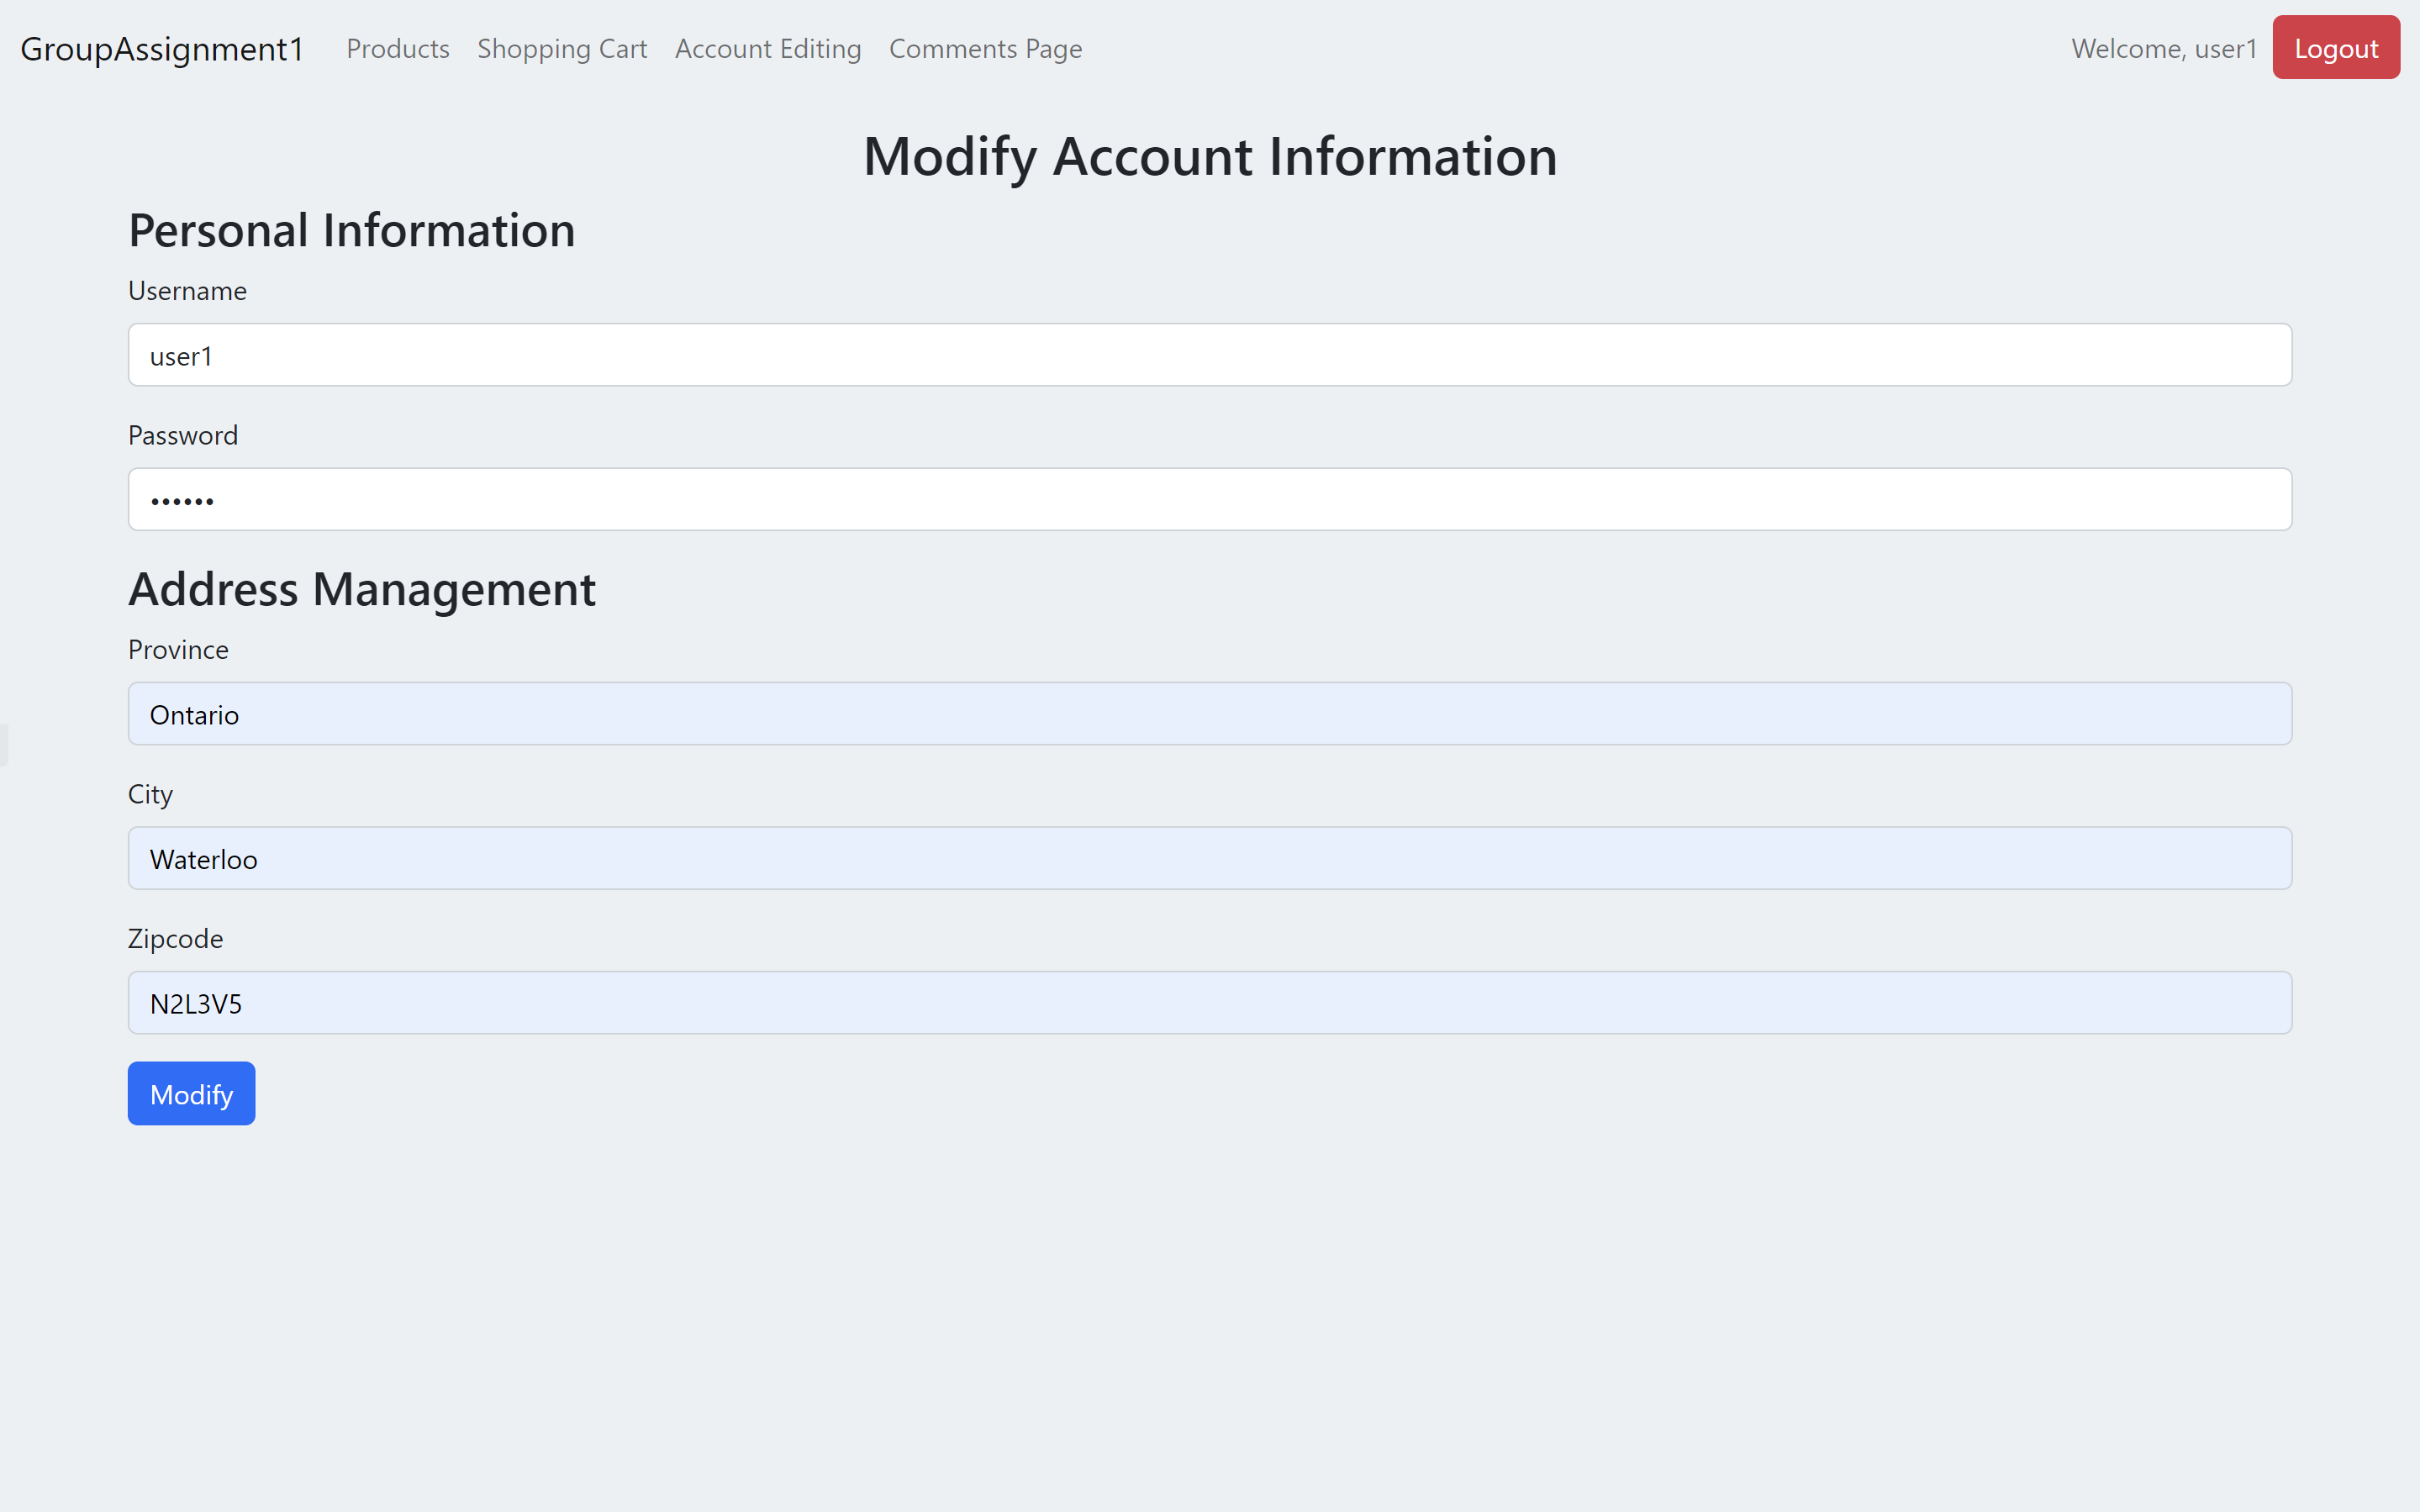 GroupAssignment1 Products Shopping Cart Account Editing Comments Page Welcome, user1 Logout
Modify Account Information
Personal Information
Username
user1
Password
••••••
Address Management
Province
Ontario
City
Waterloo
Zipcode
N2L3V5
Modify